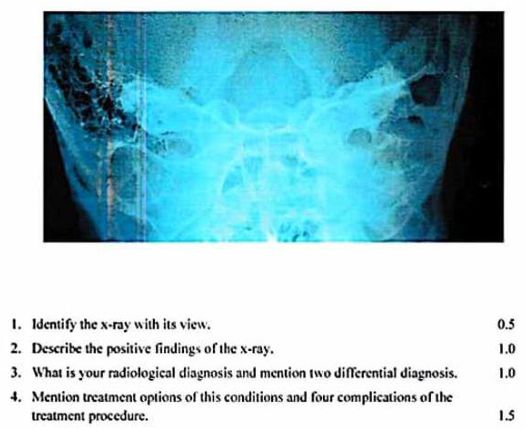 1. Identify the x-ray with its view. 0.5
2. Describe the positive findings of the x-ray. 1.0
3. What is your radiological diagnosis and mention two differential diagnosis. 1.0
4. Mention treatment options of this conditions and four complications of the
treatment procedure. 1.5